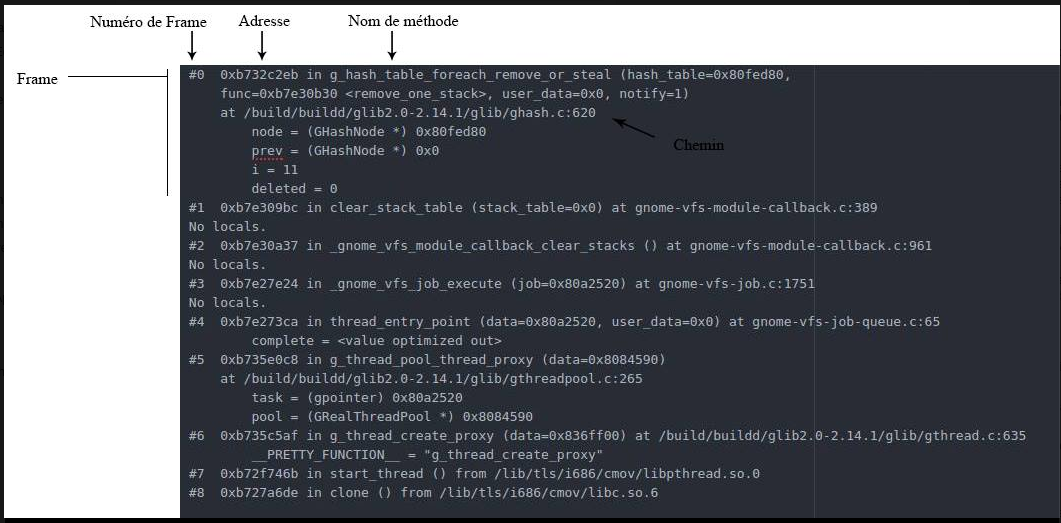 Numéro de Frame Adresse Nom de méthode
Frame
#0 0xb732c2eb in g_hash_table_foreach_remove_or_steal (hash_table=0x80fed80,
func=0xb7e30b30 <remove_one_stack>, user_data=0x0, notify=1)
at /build/buildd/glib2.0-2.14.1/glib/ghash.c:620
node = (GHashNode *) 0x80fed80
Chemin
prev = (GHashNode *) 0x0
i = 11
deleted = 0
#1 0xb7e309bc in clear_stack_table (stack_table=0x0) at gnome-vfs-module-callback.c:389
No locals.
#2 0xb7e30a37 in _gnome_vfs_module_callback_clear_stacks () at gnome-vfs-module-callback.c:961
No locals.
#3 0xb7e27e24 in _gnome_vfs_job_execute (job=0x80a2520) at gnome-vfs-job.c:1751
No locals.
#4 0xb7e273ca in thread_entry_point (data=0x80a2520, user_data=0x0) at gnome-vfs-job-queue.c:65
complete = <value optimized out>
#5 0xb735e0c8 in g_thread_pool_thread_proxy (data=0x8084590)
at /build/buildd/glib2.0-2.14.1/glib/gthreadpool.c:265
task = (gpointer) 0x80a2520
pool = (GRealThreadPool *) 0x8084590
#6 0xb735c5af in g_thread_create_proxy (data=0x836ff00) at /build/buildd/glib2.0-2.14.1/glib/gthread.c:635
__PRETTY_FUNCTION__ = "g_thread_create_proxy"
#7 0xb72f746b in start_thread () from /lib/tls/i686/cmov/libpthread.so.0
#8 0xb727a6de in clone () from /lib/tls/i686/cmov/libc.so.6